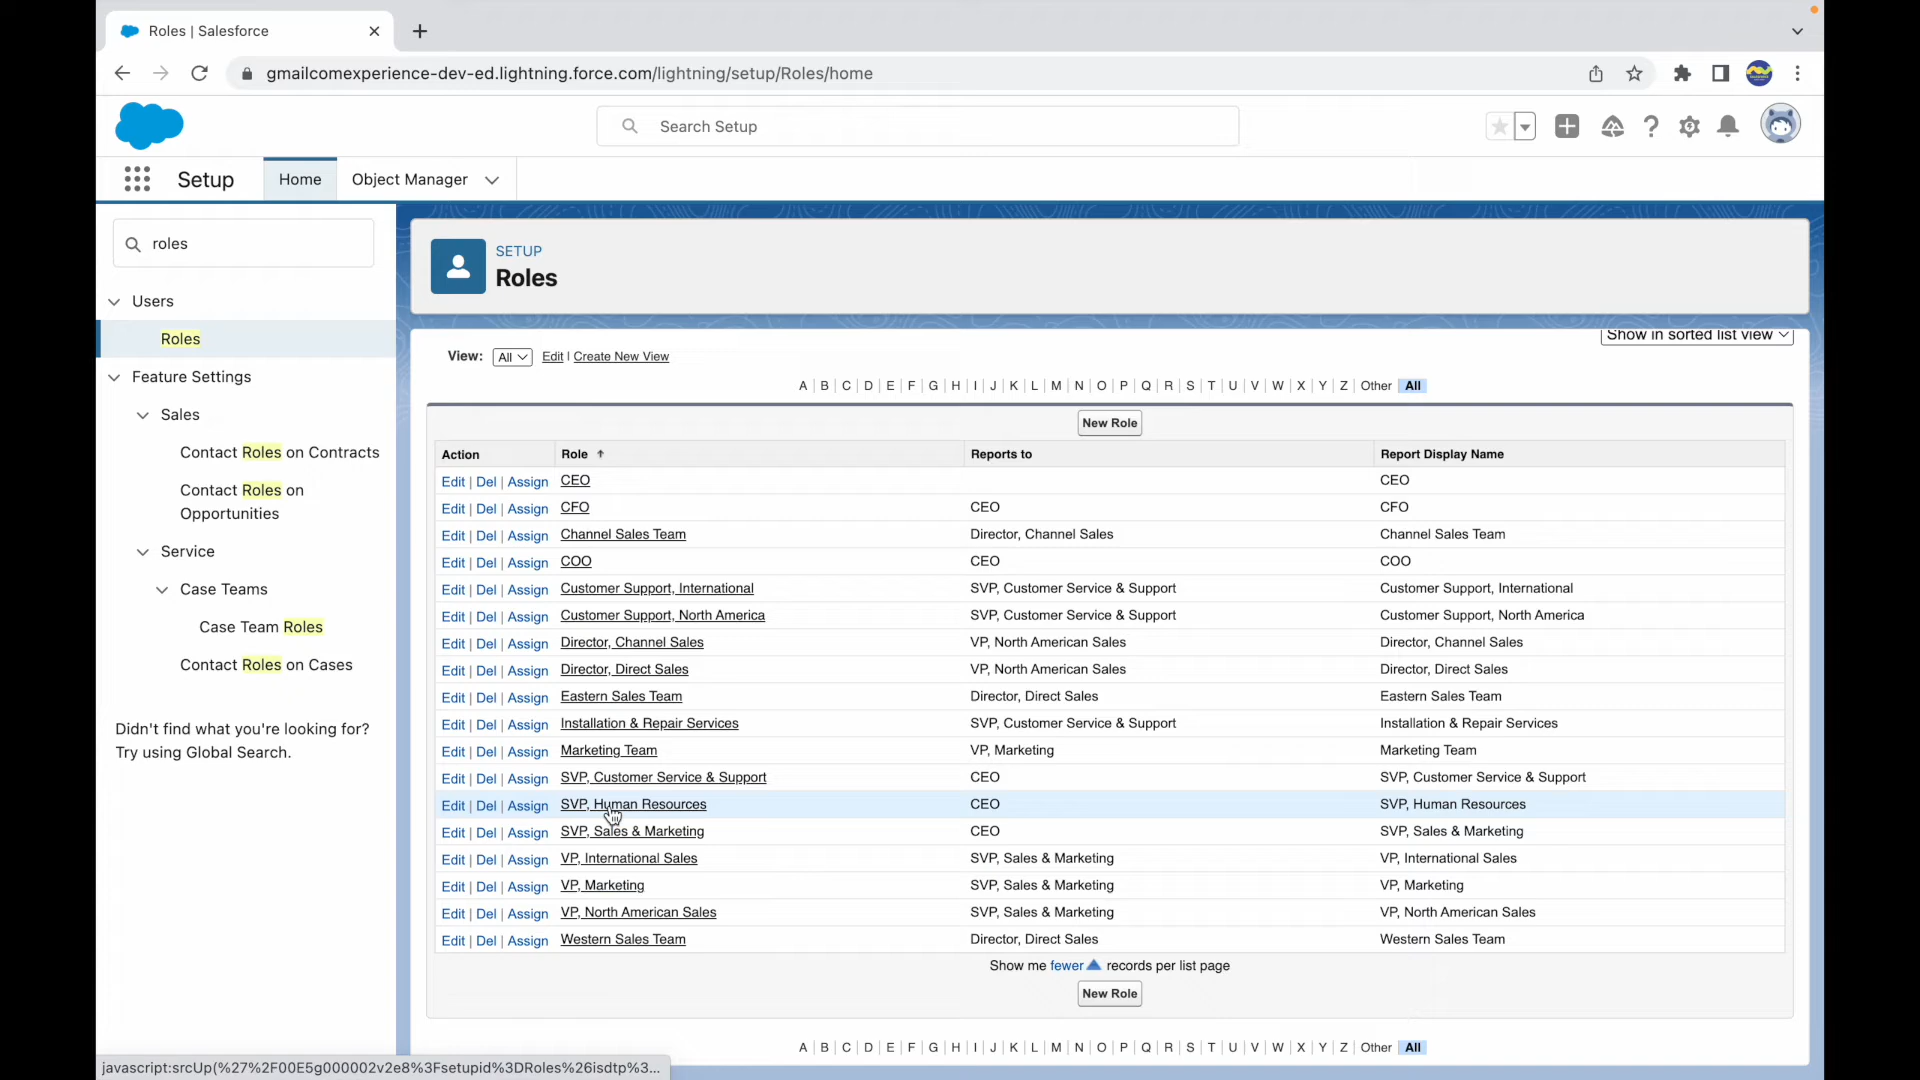 Roles | Salesforce
gmailcomexperience-dev-ed.lightning.force.com/lightning/setup/Roles/home
Search Setup
Setup Home Object Manager
roles
Users
Roles
Feature Settings
Sales
Contact Roles on Contracts
Contact Roles on
Opportunities
Service
Case Teams
Case Team Roles
Contact Roles on Cases
Didn't find what you're looking for?
Try using Global Search.
SETUP
Roles
Show in sorted list view
View: All Edit | Create New View
A | B | C | D | E | F | G | H | I | J | K | L | M | N | O | P | Q | R | S | T | U | V | W | X | Y | Z | Other All
New Role
Action Role Reports to Report Display Name
Edit | Del | Assign CEO CEO
Edit | Del | Assign CFO CEO CFO
Edit | Del | Assign Channel Sales Team Director, Channel Sales Channel Sales Team
Edit | Del | Assign COO CEO COO
Edit | Del | Assign Customer Support, International SVP, Customer Service & Support Customer Support, International
Edit | Del | Assign Customer Support, North America SVP, Customer Service & Support Customer Support, North America
Edit | Del | Assign Director, Channel Sales VP, North American Sales Director, Channel Sales
Edit | Del | Assign Director, Direct Sales VP, North American Sales Director, Direct Sales
Edit | Del | Assign Eastern Sales Team Director, Direct Sales Eastern Sales Team
Edit | Del | Assign Installation & Repair Services SVP, Customer Service & Support Installation & Repair Services
Edit | Del | Assign Marketing Team VP, Marketing Marketing Team
Edit | Del | Assign SVP, Customer Service & Support CEO SVP, Customer Service & Support
Edit | Del | Assign SVP, Human Resources CEO SVP, Human Resources
Edit | Del | Assign SVP, Sales & Marketing CEO SVP, Sales & Marketing
Edit | Del | Assign VP, International Sales SVP, Sales & Marketing VP, International Sales
Edit | Del | Assign VP, Marketing SVP, Sales & Marketing VP, Marketing
Edit | Del | Assign VP, North American Sales SVP, Sales & Marketing VP, North American Sales
Edit | Del | Assign Western Sales Team Director, Direct Sales Western Sales Team
Show me fewer records per list page
New Role
A | B | C | D | E | F | G | H | I | J | K | L | M | N | O | P | Q | R | S | T | U | V | W | X | Y | Z | Other All
javascript:srcUp(%27%2F00E5g000002v2e8%3Fsetupid%3DRoles%26isdtp%3...